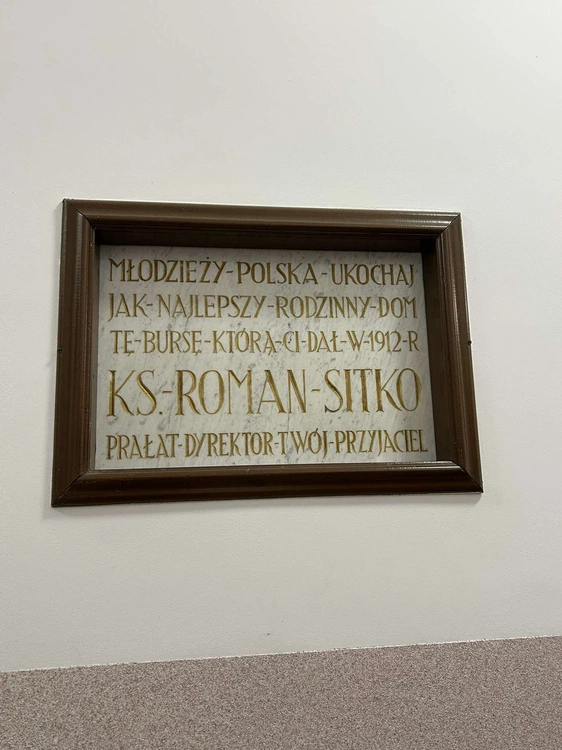 MŁODZIEŻY-POLSKA-UKOCHAJ
JAK-NAJLEPSZY-RODZINNY-DOM
TĘ-BURSĘ-KTÓRĄ-CI-DAŁ-W-1912-R
KS.-ROMAN-SITKO
PRAŁAT-DYREKTOR-TWÓJ-PRZYJACIEL